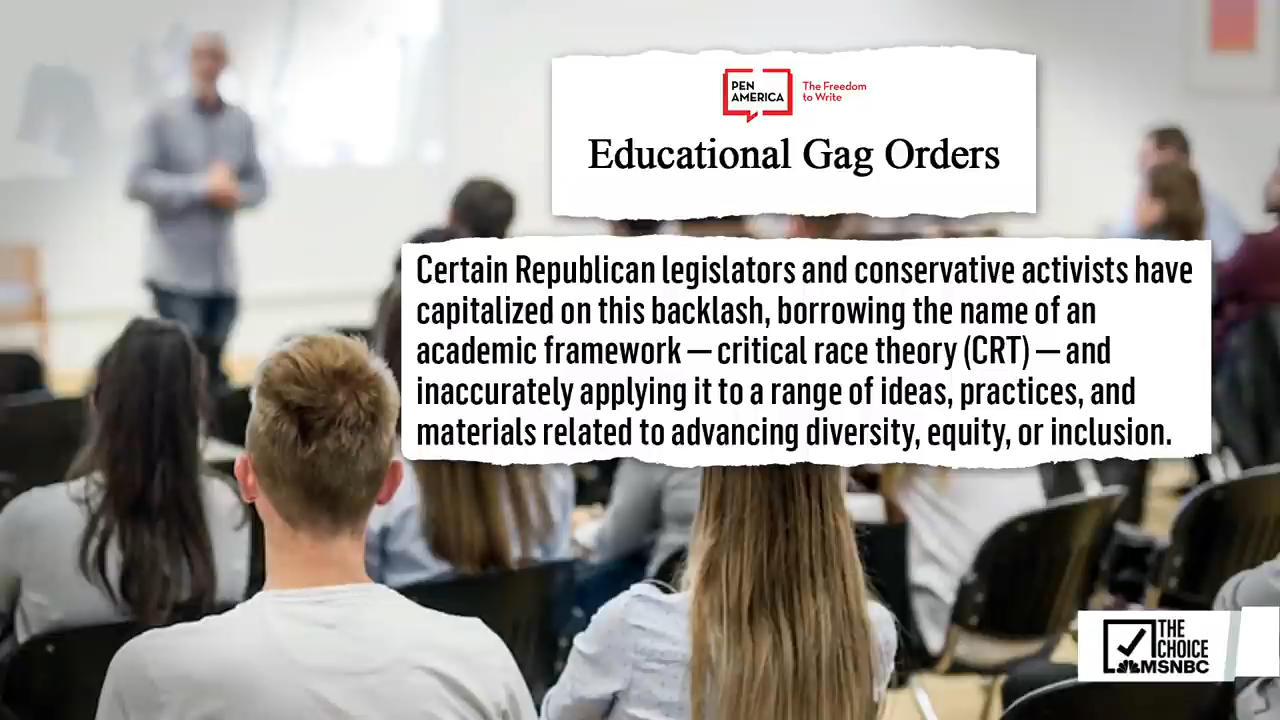 PEN
AMERICA
The Freedom
to Write
Educational Gag Orders
Certain Republican legislators and conservative activists have
capitalized on this backlash, borrowing the name of an
academic framework — critical race theory (CRT) — and
inaccurately applying it to a range of ideas, practices, and
materials related to advancing diversity, equity, or inclusion.
THE
CHOICE
MSNBC